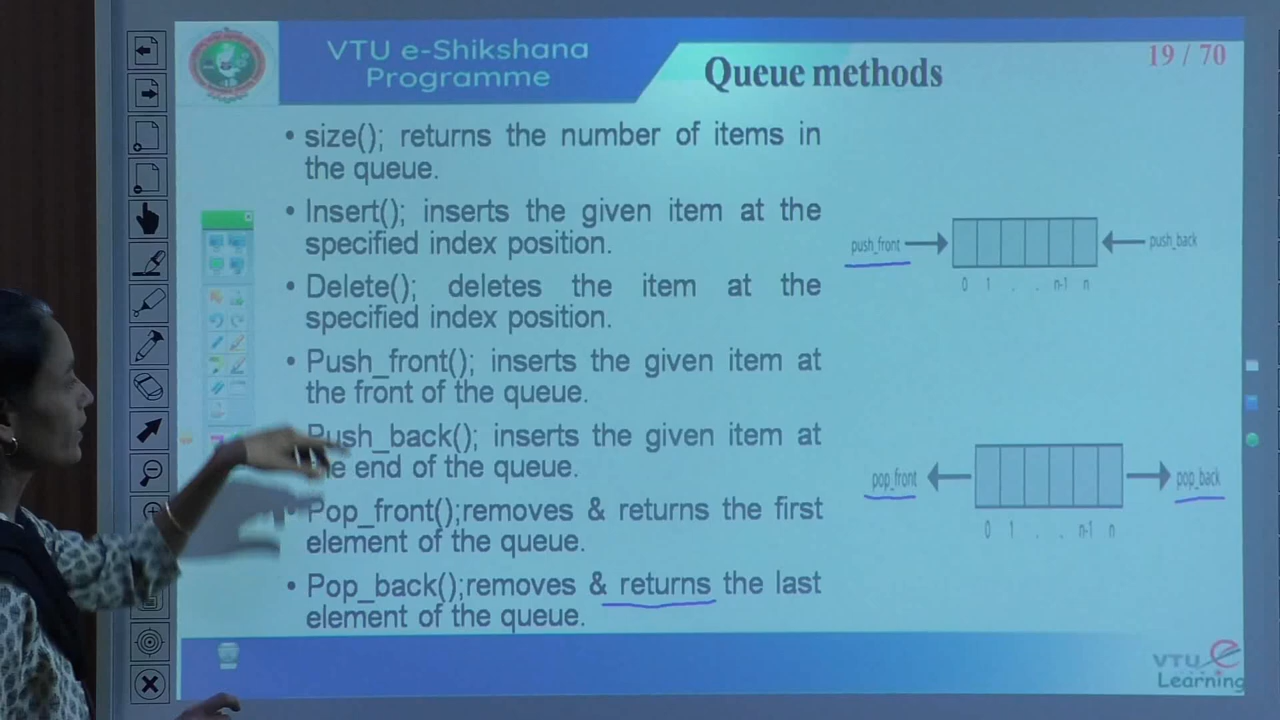 VTU e-Shikshana
Programme
Queue methods
19 / 70
• size(); returns the number of items in
the queue.
• Insert(); inserts the given item at the
specified index position.
• Delete(); deletes the item at the
specified index position.
• Push_front(); inserts the given item at
the front of the queue.
Push_back(); inserts the given item at
the end of the queue.
Pop_front();removes & returns the first
element of the queue.
• Pop_back();removes & returns the last
element of the queue.
push_front
push_back
0 1 . . n-1 n
pop_front
pop_back
0 1 . . n-1 n
VTU e
Learning